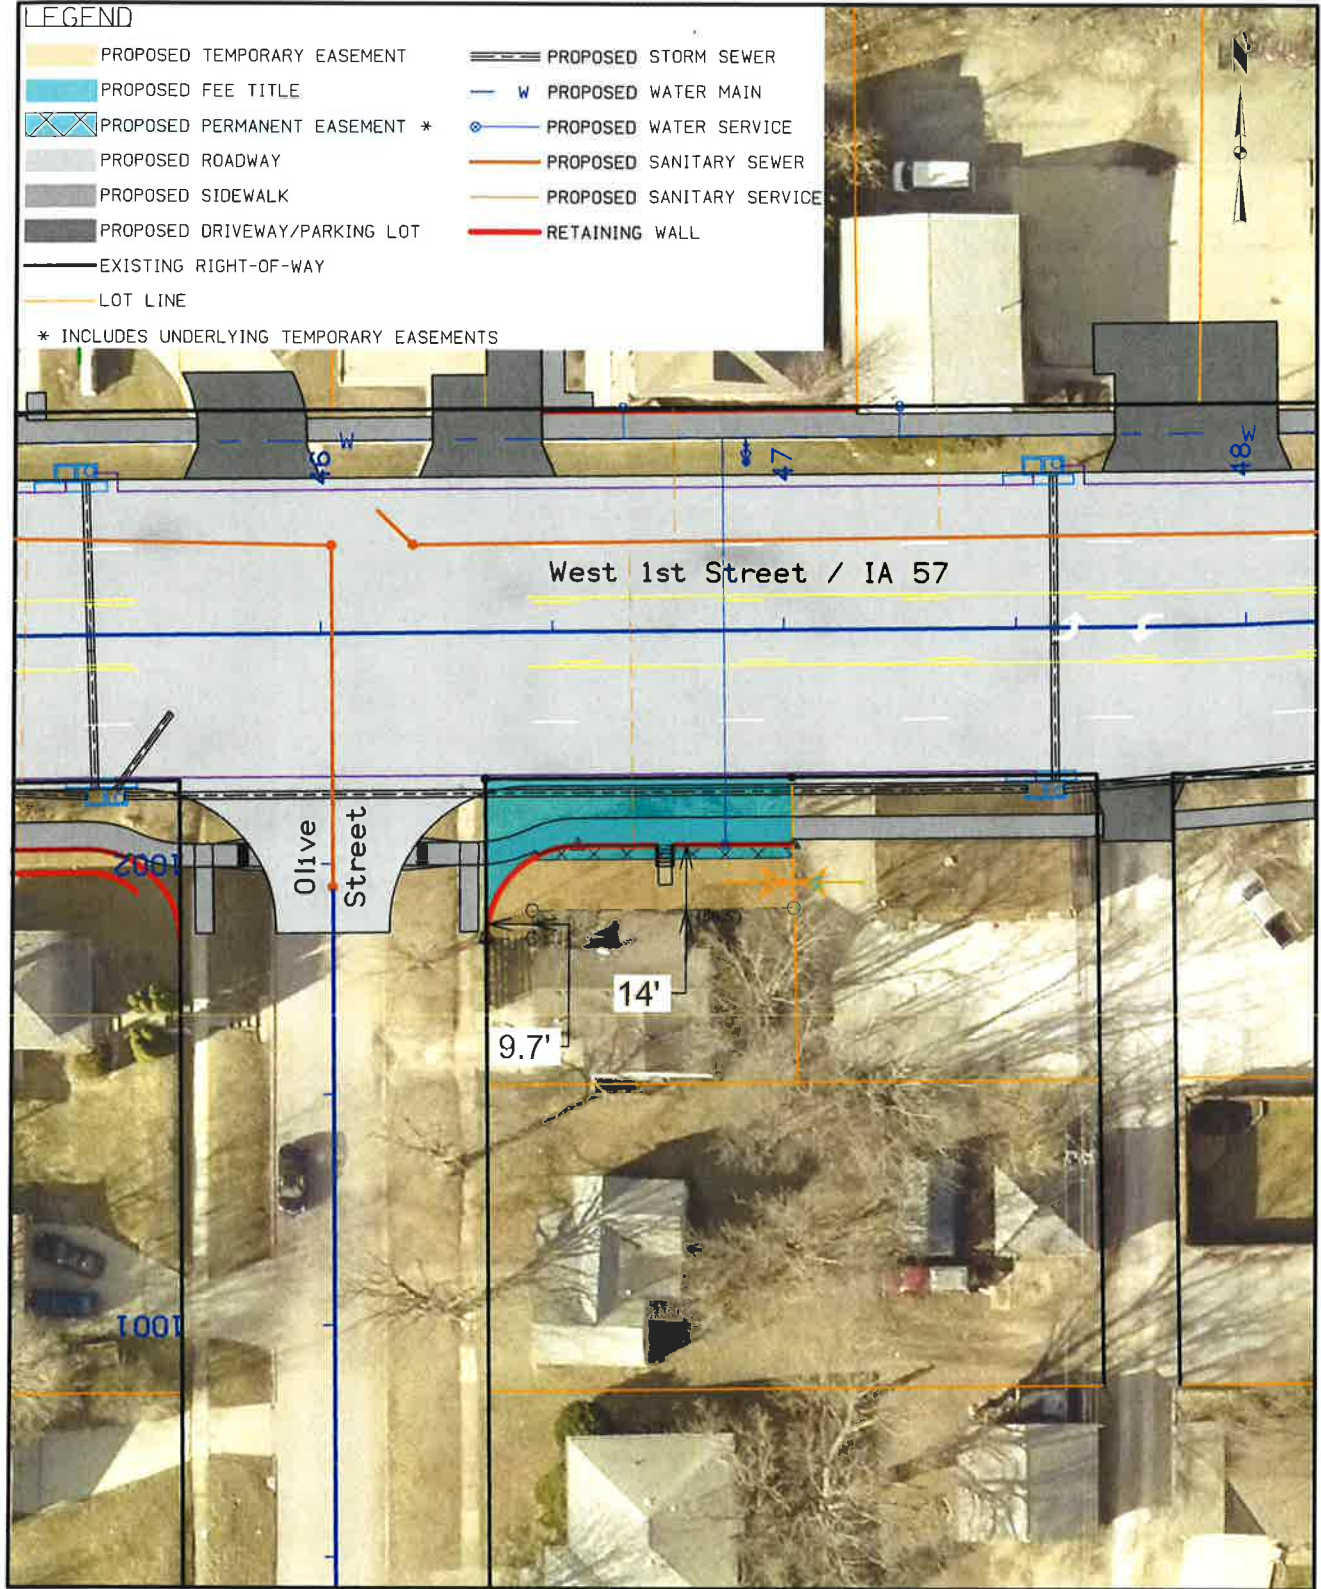 LEGEND
PROPOSED TEMPORARY EASEMENT
PROPOSED FEE TITLE
PROPOSED PERMANENT EASEMENT *
PROPOSED ROADWAY
PROPOSED SIDEWALK
PROPOSED DRIVEWAY/PARKING LOT
EXISTING RIGHT-OF-WAY
LOT LINE
* INCLUDES UNDERLYING TEMPORARY EASEMENTS
PROPOSED STORM SEWER
W PROPOSED WATER MAIN
PROPOSED WATER SERVICE
PROPOSED SANITARY SEWER
PROPOSED SANITARY SERVICE
RETAINING WALL
N
W
46
47
48
W
West 1st Street / IA 57
Olive
Street
1002
14'
9.7'
1001